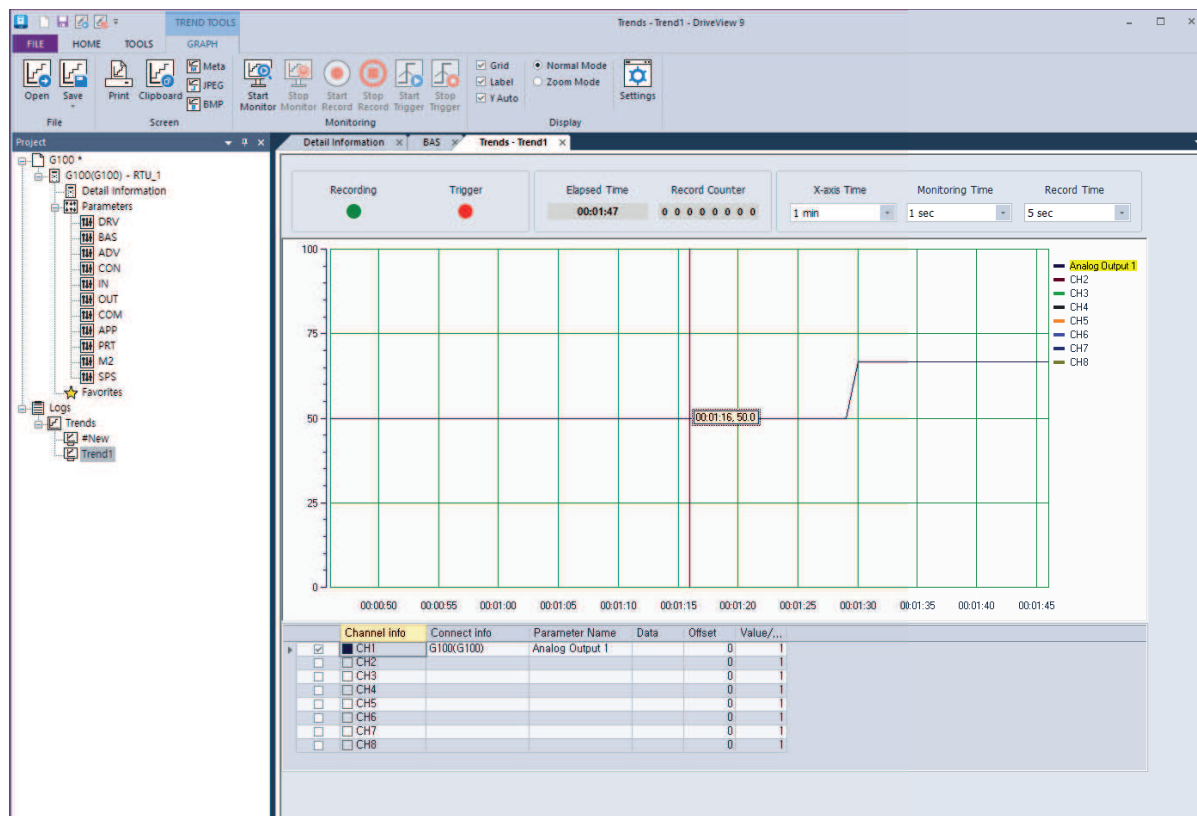 TREND TOOLS
Trends - Trend1 - DriveView 9
FILE HOME TOOLS GRAPH
Open
Save
Print
Clipboard
Meta
JPEG
BMP
Start Monitor
Stop Monitor
Start Record
Stop Record
Start Trigger
Stop Trigger
Grid
Label
Y Auto
Normal Mode
Zoom Mode
Settings
File Screen Monitoring Display
Project
G100 *
G100(G100) - RTU_1
Detail Information
Parameters
DRV
BAS
ADV
CON
IN
OUT
COM
APP
PRT
M2
SPS
Favorites
Logs
Trends
#New
Trend1
Detail Information × BAS × Trends - Trend1 ×
Recording Trigger Elapsed Time Record Counter X-axis Time Monitoring Time Record Time
00:01:47 0 0 0 0 0 0 0 0 1 min 1 sec 5 sec
100
75
50
25
0
00:01:16, 50.0
00:00:50 00:00:55 00:01:00 00:01:05 00:01:10 00:01:15 00:01:20 00:01:25 00:01:30 00:01:35 00:01:40 00:01:45
Analog Output 1
CH2
CH3
CH4
CH5
CH6
CH7
CH8
Channel info Connect info Parameter Name Data Offset Value/,...
CH1 G100(G100) Analog Output 1 0 1
CH2 0 1
CH3 0 1
CH4 0 1
CH5 0 1
CH6 0 1
CH7 0 1
CH8 0 1